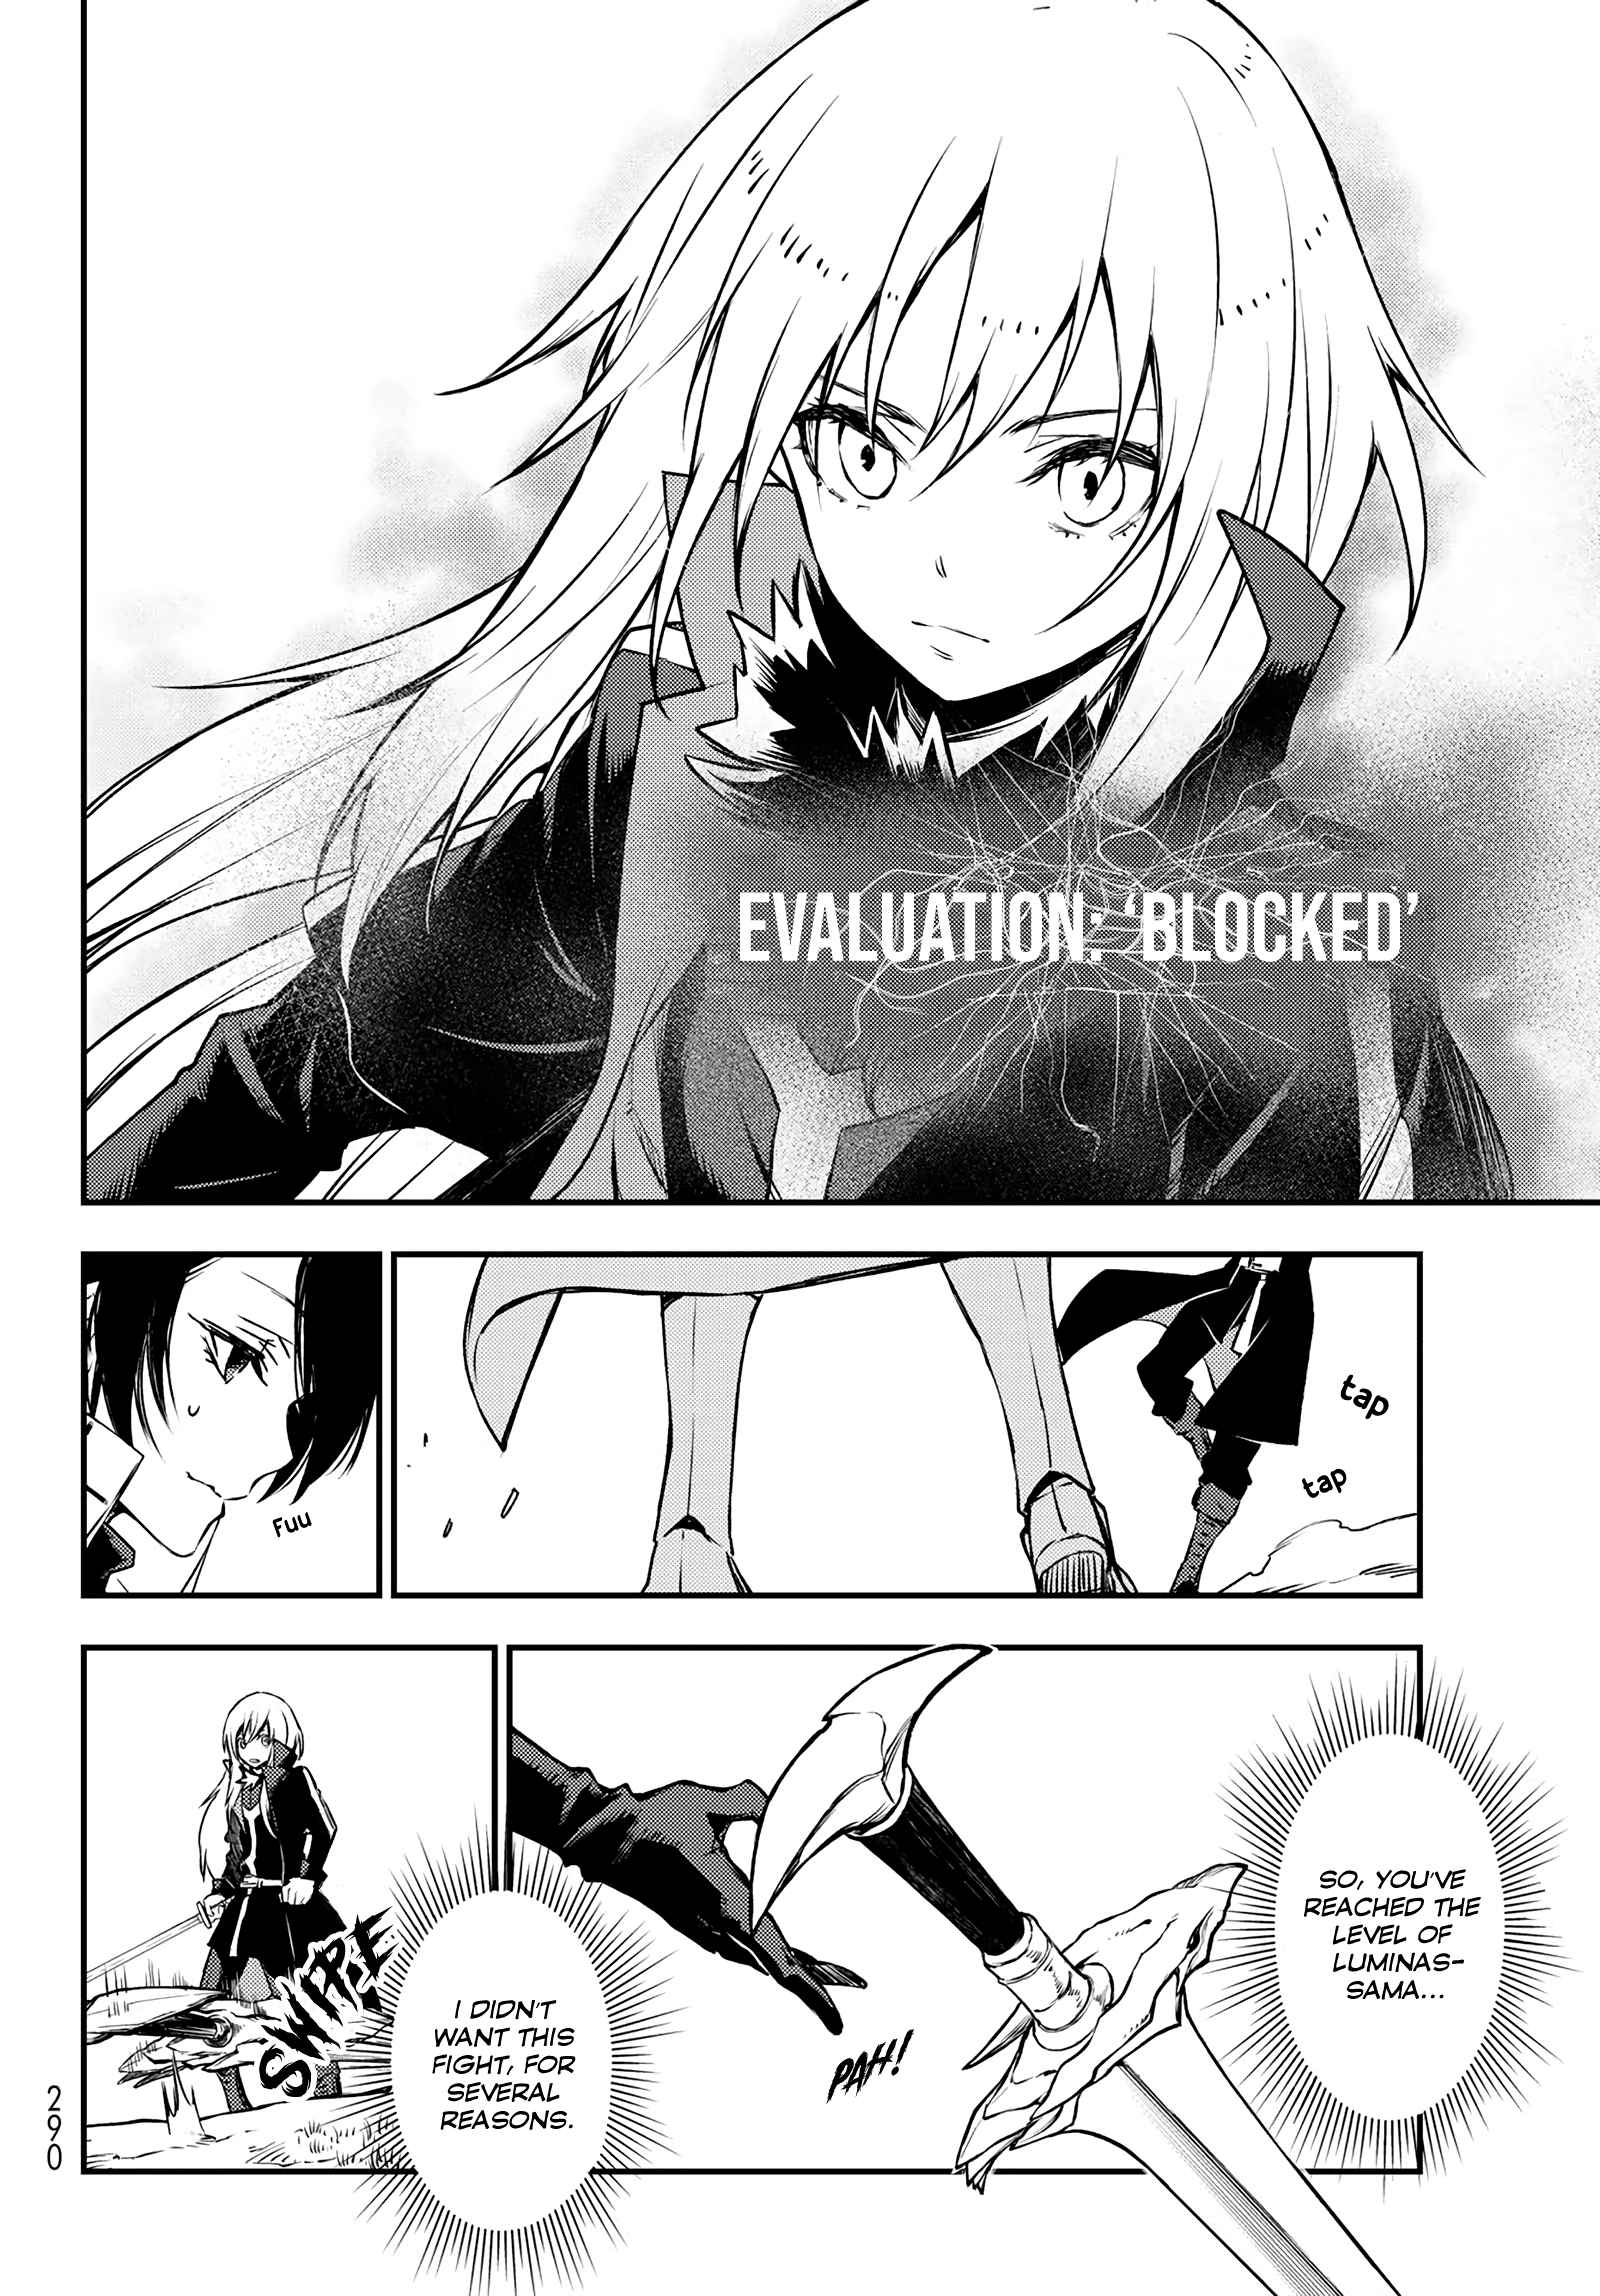 EVALUATION: 'BLOCKED'
tap
tap
Fuu
SO, YOU'VE
REACHED THE
LEVEL OF
LUMINAS-
SAMA...
PAH!
I DIDN'T
WANT THIS
FIGHT, FOR
SEVERAL
REASONS.
SWIPE
290